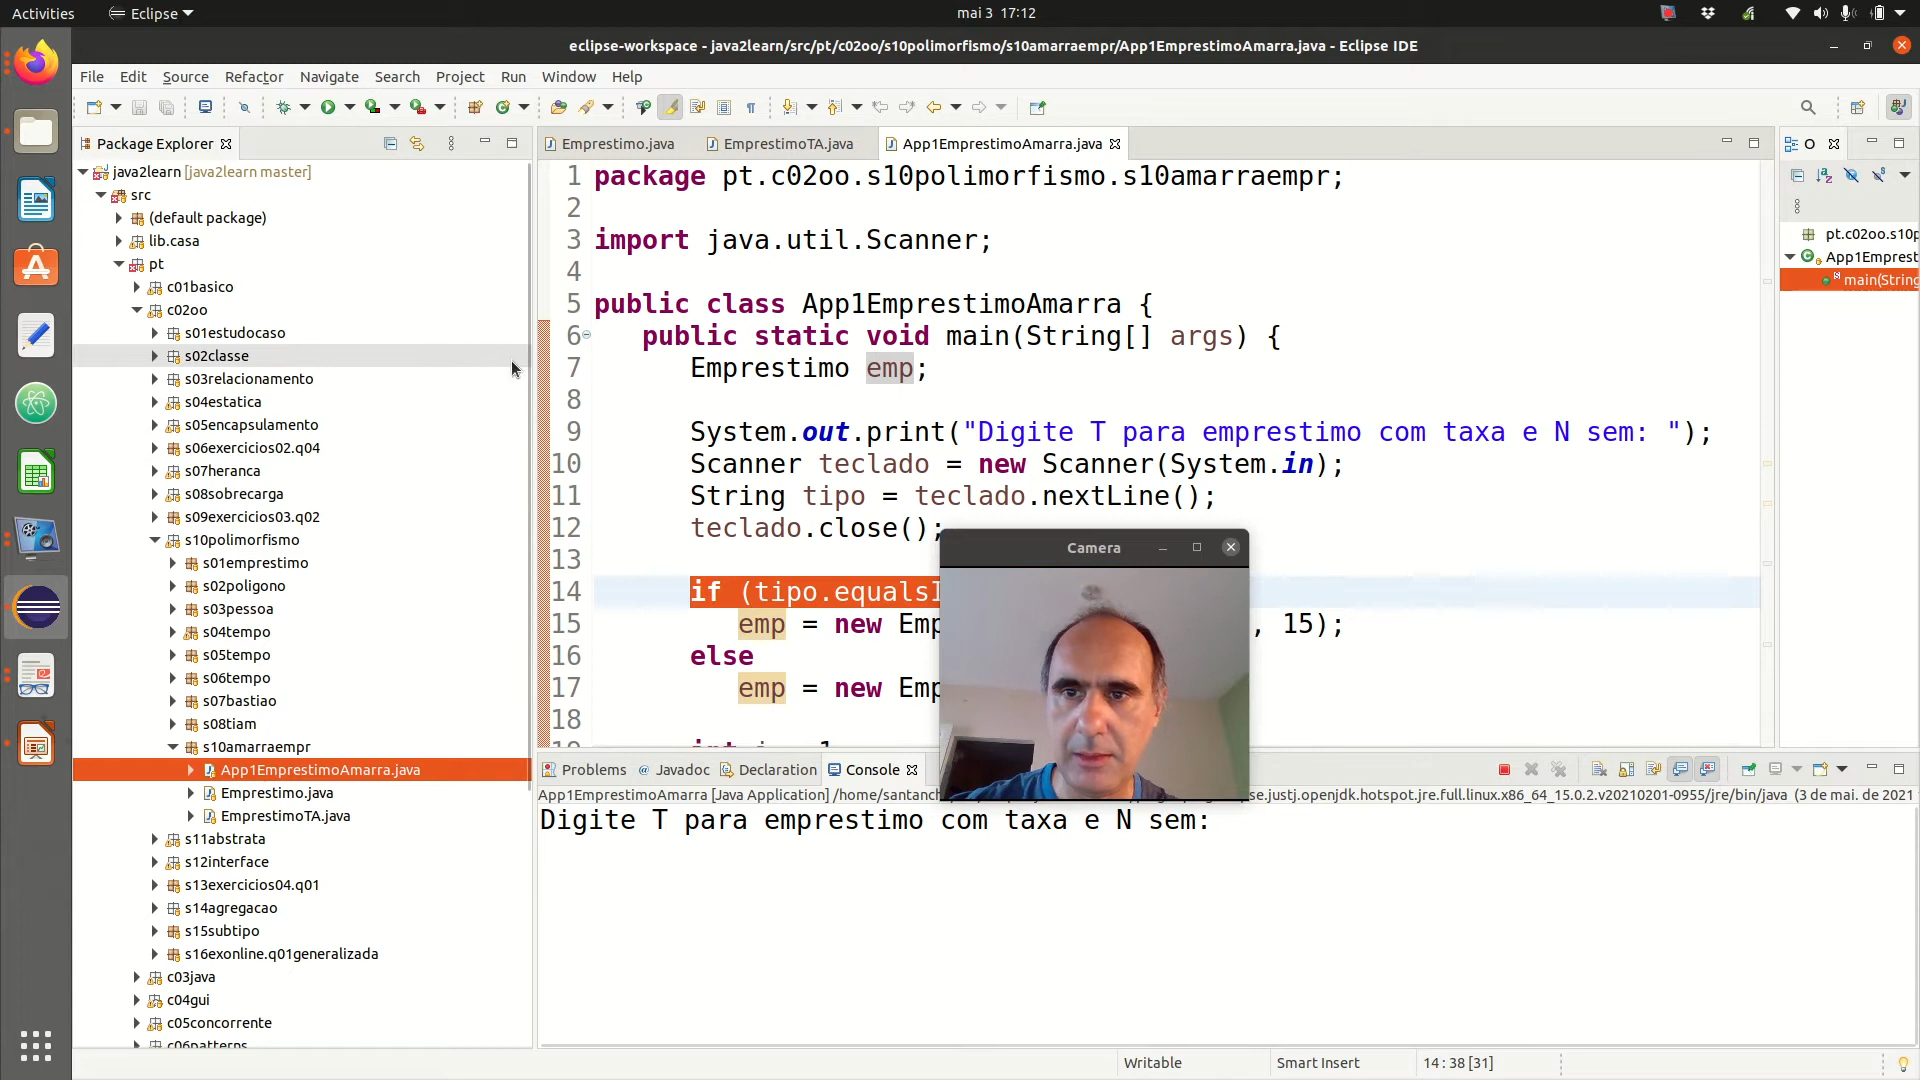 Activities
Eclipse
mai 3 17:12
eclipse-workspace - java2learn/src/pt/c02oo/s10polimorfismo/s10amarraempr/App1EmprestimoAmarra.java - Eclipse IDE
File Edit Source Refactor Navigate Search Project Run Window Help
Package Explorer
java2learn [java2learn master]
src
(default package)
lib.casa
pt
c01basico
c02oo
s01estudocaso
s02classe
s03relacionamento
s04estatica
s05encapsulamento
s06exercicios02.q04
s07heranca
s08sobrecarga
s09exercicios03.q02
s10polimorfismo
s01emprestimo
s02poligono
s03pessoa
s04tempo
s05tempo
s06tempo
s07bastiao
s08tiam
s10amarraempr
App1EmprestimoAmarra.java
Emprestimo.java
EmprestimoTA.java
s11abstrata
s12interface
s13exercicios04.q01
s14agregacao
s15subtipo
s16exonline.q01generalizada
c03java
c04gui
c05concorrente
c06patterns
Emprestimo.java
EmprestimoTA.java
App1EmprestimoAmarra.java
1 package pt.c02oo.s10polimorfismo.s10amarraempr;
2
3 import java.util.Scanner;
4
5 public class App1EmprestimoAmarra {
6 public static void main(String[] args) {
7 Emprestimo emp;
8
9 System.out.print("Digite T para emprestimo com taxa e N sem: ");
10 Scanner teclado = new Scanner(System.in);
11 String tipo = teclado.nextLine();
12 teclado.close();
13
14 if (tipo.equalsI
15 emp = new Emp , 15);
16 else
17 emp = new Emp
18
Camera
O
pt.c02oo.s10p
App1Emprest
main(String
Problems
@ Javadoc
Declaration
Console
App1EmprestimoAmarra [Java Application] /home/santanch se.justj.openjdk.hotspot.jre.full.linux.x86_64_15.0.2.v20210201-0955/jre/bin/java (3 de mai. de 2021
Digite T para emprestimo com taxa e N sem:
Writable
Smart Insert
14 : 38 [31]